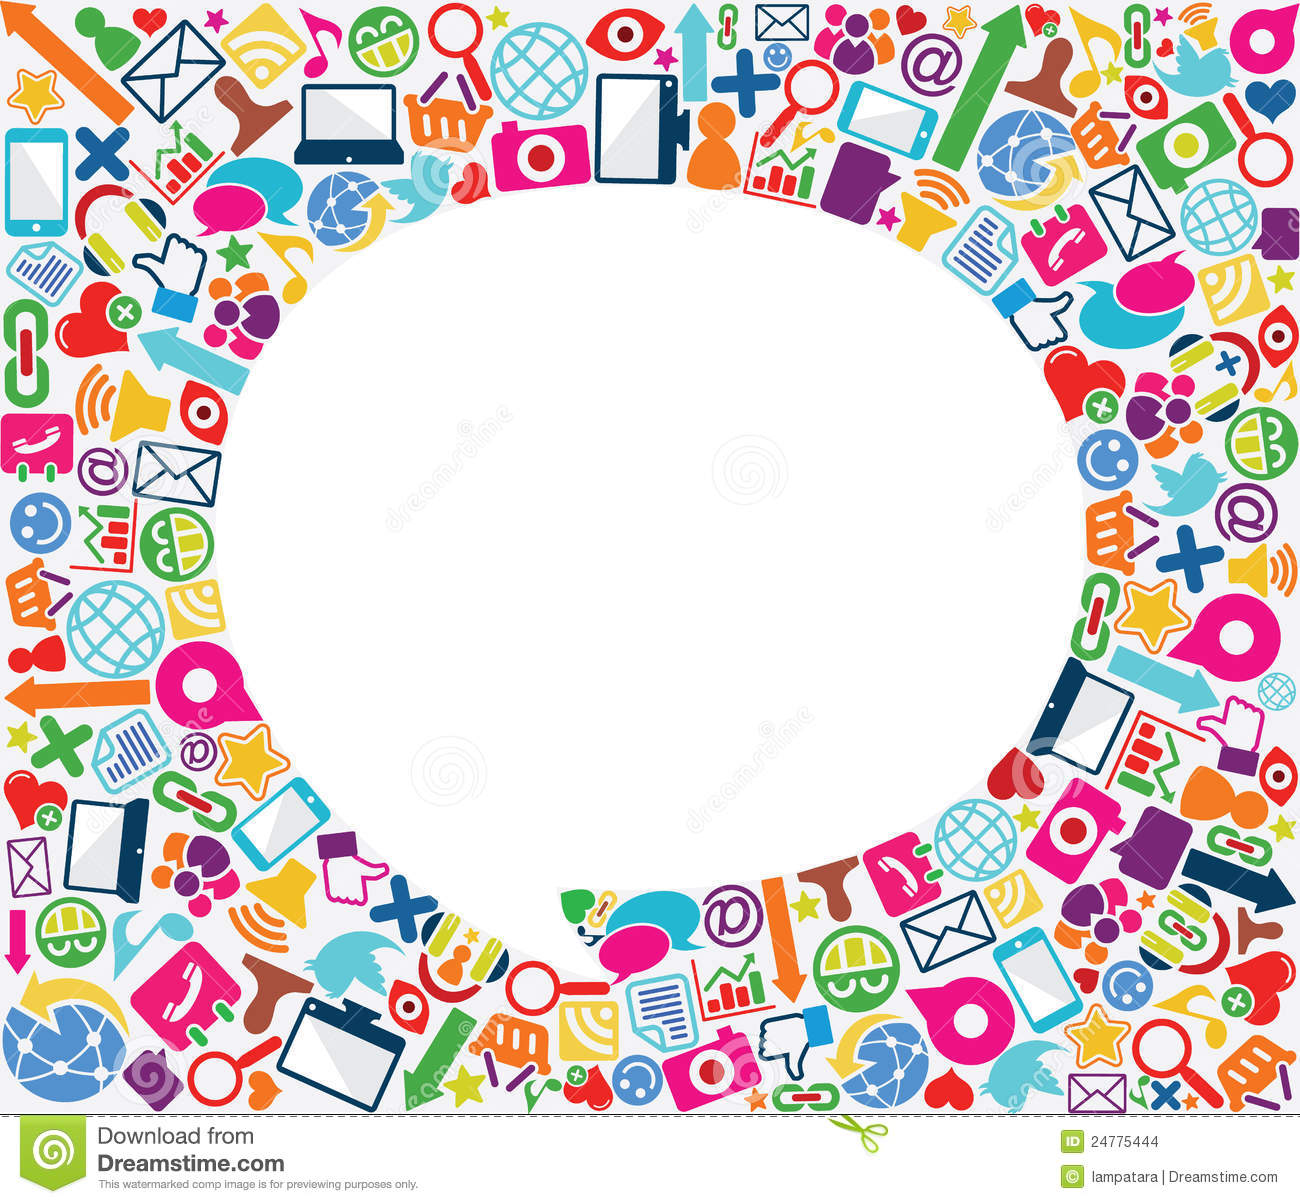 Download from
Dreamstime.com
This watermarked comp image is for previewing purposes only.
ID 24775444
© lampatara | Dreamstime.com